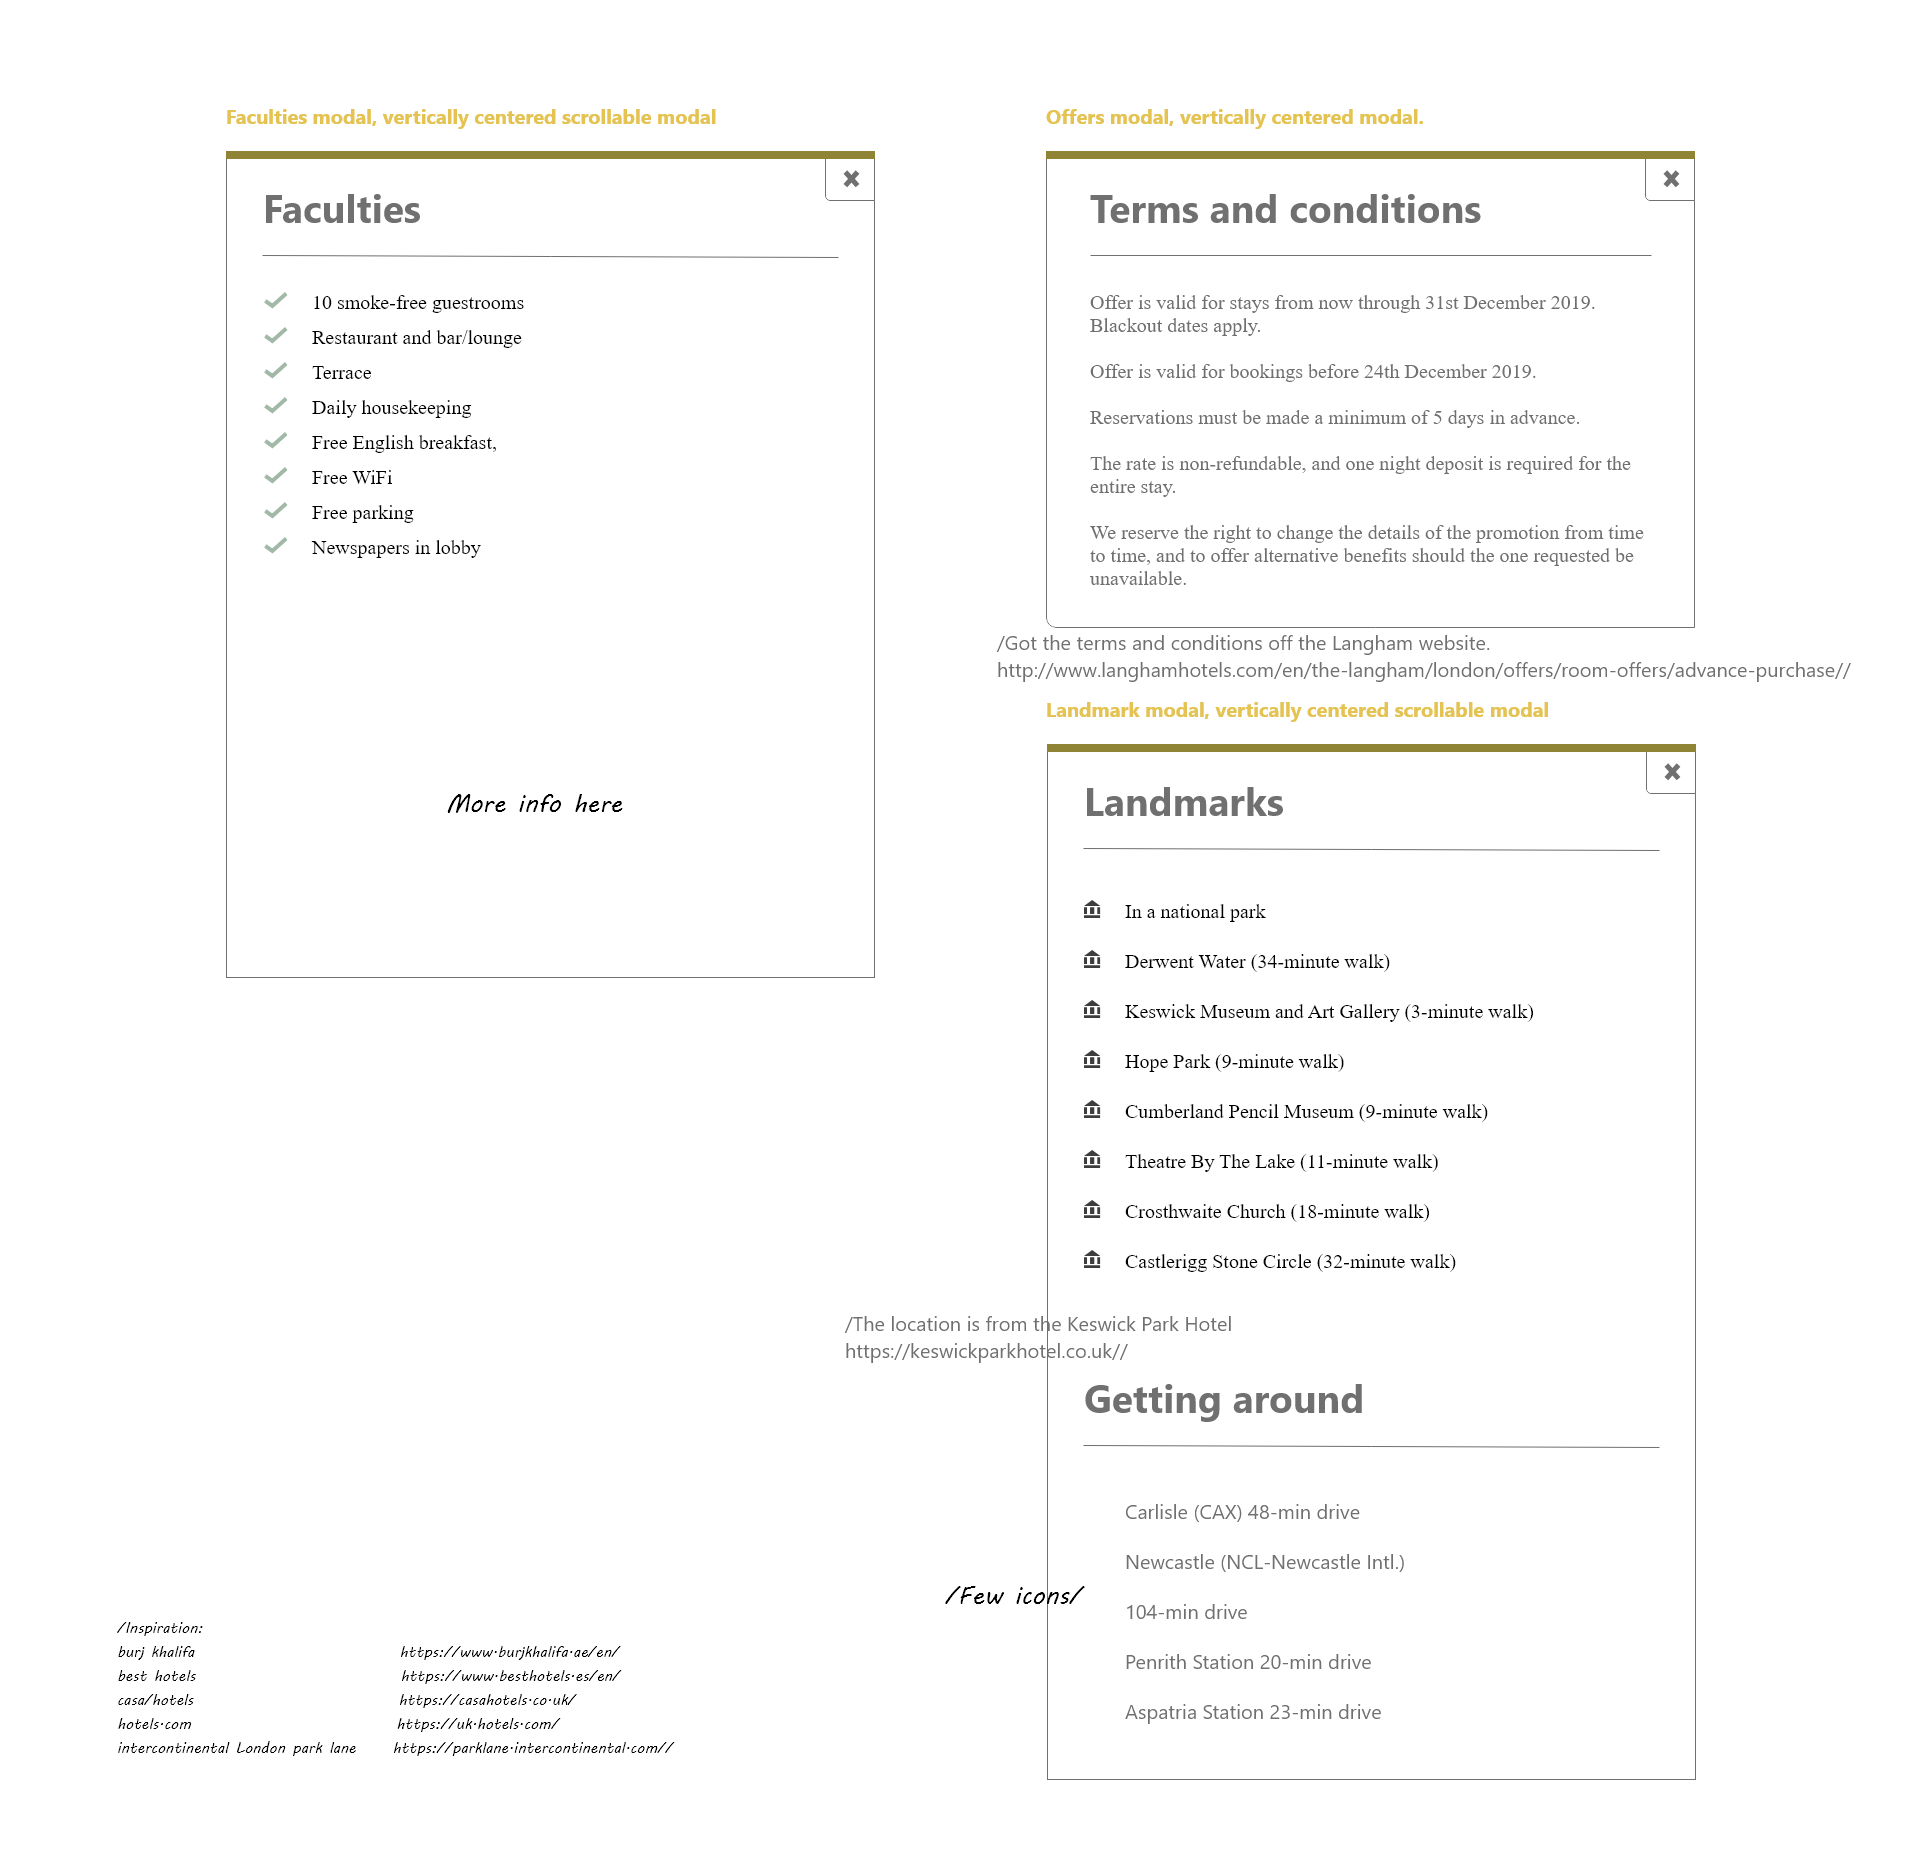 Faculties modal, vertically centered scrollable modal
Faculties
10 smoke-free guestrooms
Restaurant and bar/lounge
Terrace
Daily housekeeping
Free English breakfast,
Free WiFi
Free parking
Newspapers in lobby
More info here
Offers modal, vertically centered modal.
Terms and conditions
Offer is valid for stays from now through 31st December 2019.
Blackout dates apply.
Offer is valid for bookings before 24th December 2019.
Reservations must be made a minimum of 5 days in advance.
The rate is non-refundable, and one night deposit is required for the
entire stay.
We reserve the right to change the details of the promotion from time
to time, and to offer alternative benefits should the one requested be
unavailable.
/Got the terms and conditions off the Langham website.
http://www.langhamhotels.com/en/the-langham/london/offers/room-offers/advance-purchase//
Landmark modal, vertically centered scrollable modal
Landmarks
In a national park
Derwent Water (34-minute walk)
Keswick Museum and Art Gallery (3-minute walk)
Hope Park (9-minute walk)
Cumberland Pencil Museum (9-minute walk)
Theatre By The Lake (11-minute walk)
Crosthwaite Church (18-minute walk)
Castlerigg Stone Circle (32-minute walk)
/The location is from the Keswick Park Hotel
https://keswickparkhotel.co.uk//
Getting around
Carlisle (CAX) 48-min drive
Newcastle (NCL-Newcastle Intl.)
/Few icons/
104-min drive
Penrith Station 20-min drive
Aspatria Station 23-min drive
/Inspiration:
burj khalifa https://www.burjkhalifa.ae/en/
best hotels https://www.besthotels.es/en/
casa/hotels https://casahotels.co.uk/
hotels.com https://uk.hotels.com/
intercontinental London park lane https://parklane.intercontinental.com//